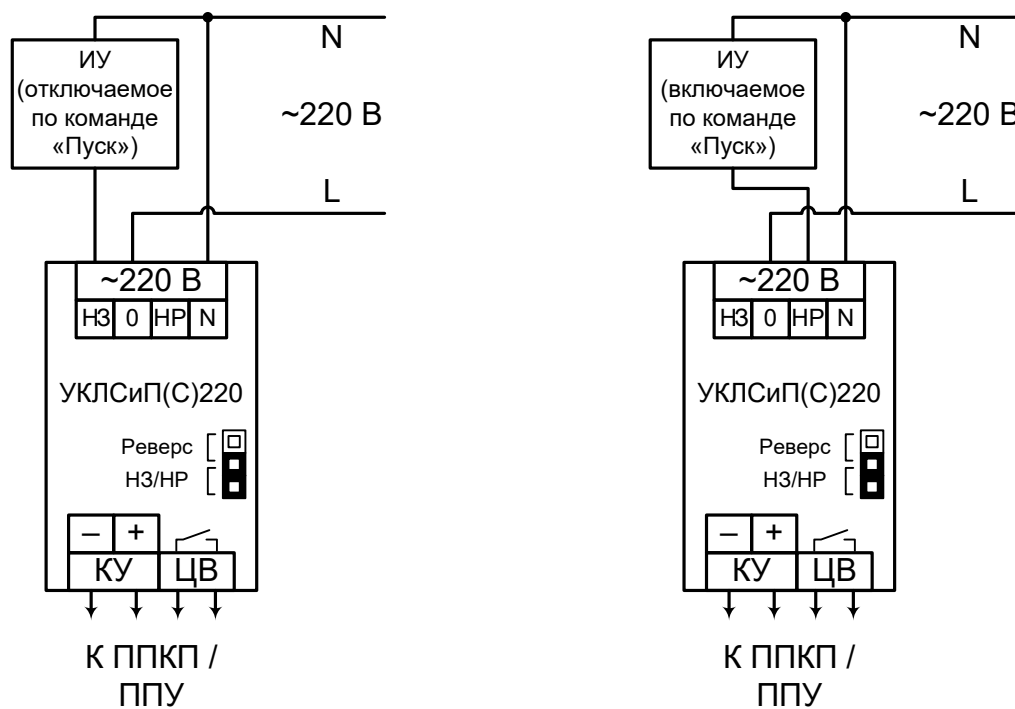 N
ИУ
(отключаемое
по команде
«Пуск»)
~220 В
L
~220 В
НЗ 0 НР N
УКЛСиП(С)220
Реверс
НЗ/НР
– +
КУ ЦВ
К ППКП /
ППУ
N
ИУ
(включаемое
по команде
«Пуск»)
~220 В
L
~220 В
НЗ 0 НР N
УКЛСиП(С)220
Реверс
НЗ/НР
– +
КУ ЦВ
К ППКП /
ППУ